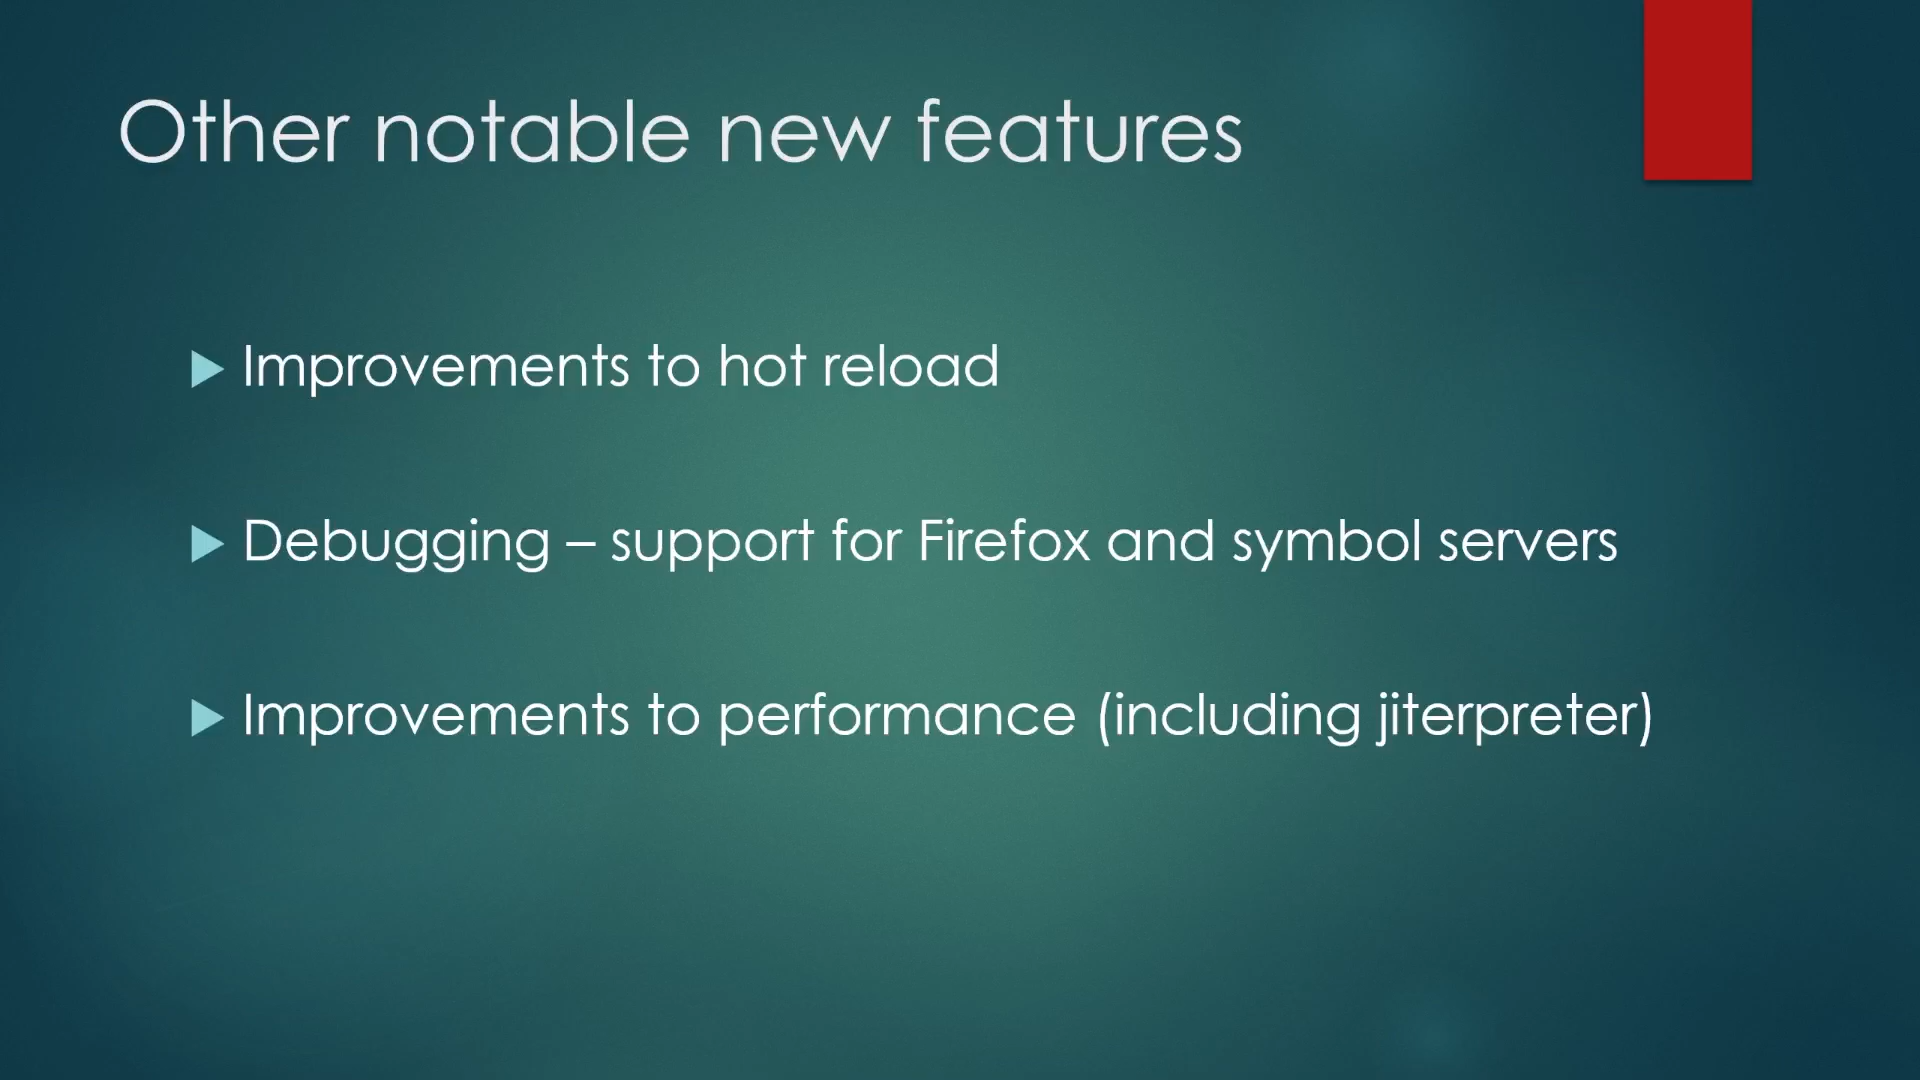 Other notable new features
Improvements to hot reload
Debugging – support for Firefox and symbol servers
Improvements to performance (including jiterpreter)